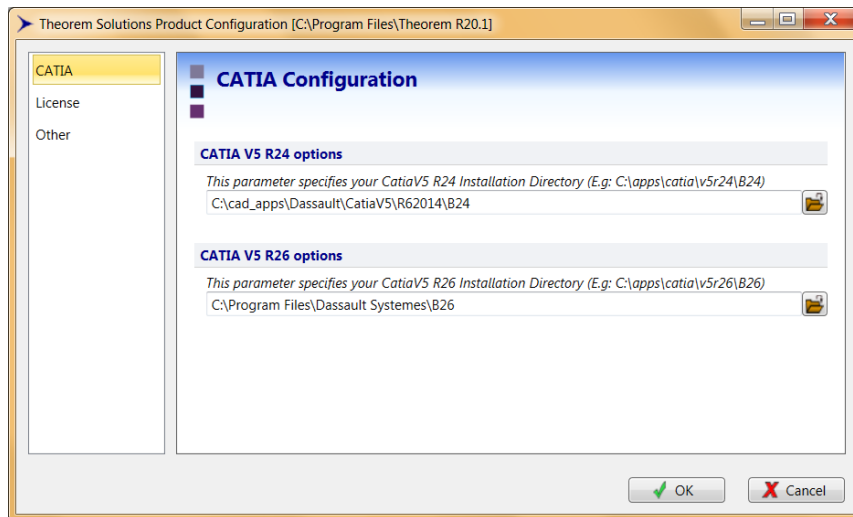 Theorem Solutions Product Configuration [C:\Program Files\Theorem R20.1]
CATIA
License
Other
CATIA Configuration
CATIA V5 R24 options
This parameter specifies your CatiaV5 R24 Installation Directory (E.g: C:\apps\catia\v5r24\B24)
C:\cad_apps\Dassault\CatiaV5\R62014\B24
CATIA V5 R26 options
This parameter specifies your CatiaV5 R26 Installation Directory (E.g: C:\apps\catia\v5r26\B26)
C:\Program Files\Dassault Systemes\B26
OK
Cancel